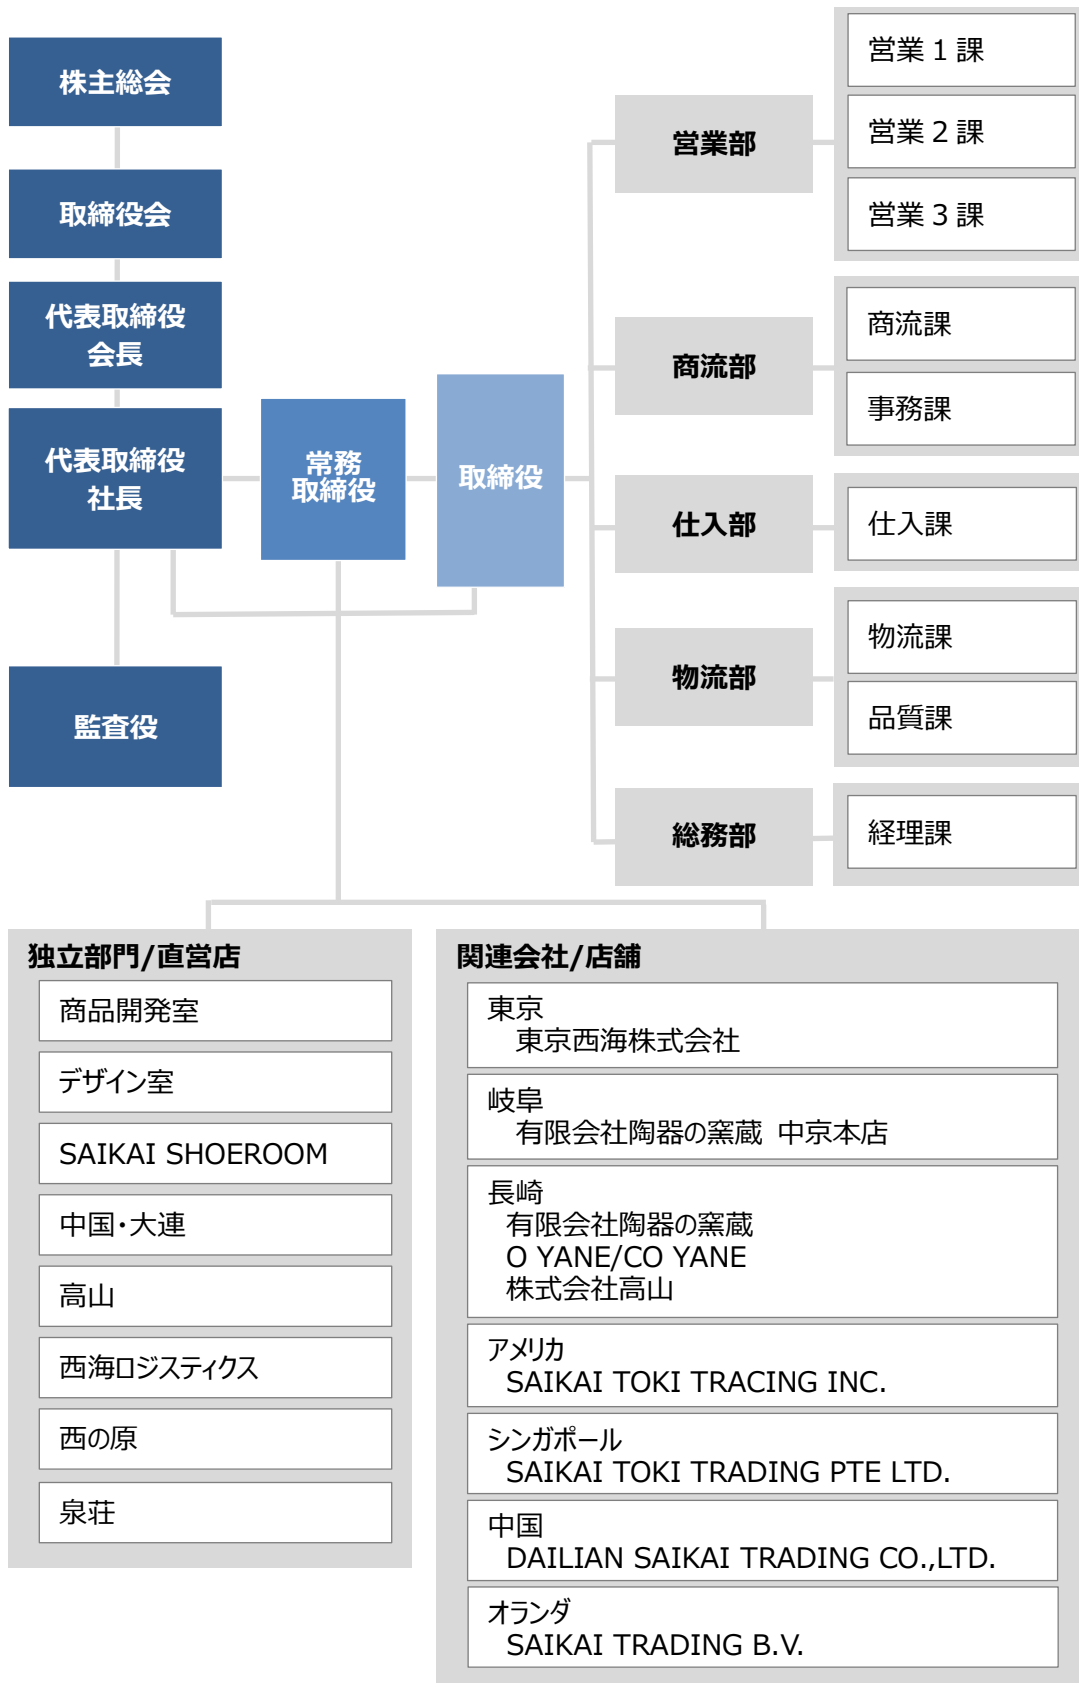 株主総会
取締役会
代表取締役
会長
代表取締役
社長
監査役
常務
取締役
取締役
営業部
営業１課
営業２課
営業３課
商流部
商流課
事務課
仕入部
仕入課
物流部
物流課
品質課
総務部
経理課
独立部門/直営店
商品開発室
デザイン室
SAIKAI SHOEROOM
中国・大連
高山
西海ロジスティクス
西の原
泉荘
関連会社/店舗
東京
東京西海株式会社
岐阜
有限会社陶器の窯蔵 中京本店
長崎
有限会社陶器の窯蔵
O YANE/CO YANE
株式会社高山
アメリカ
SAIKAI TOKI TRACING INC.
シンガポール
SAIKAI TOKI TRADING PTE LTD.
中国
DAILIAN SAIKAI TRADING CO.,LTD.
オランダ
SAIKAI TRADING B.V.